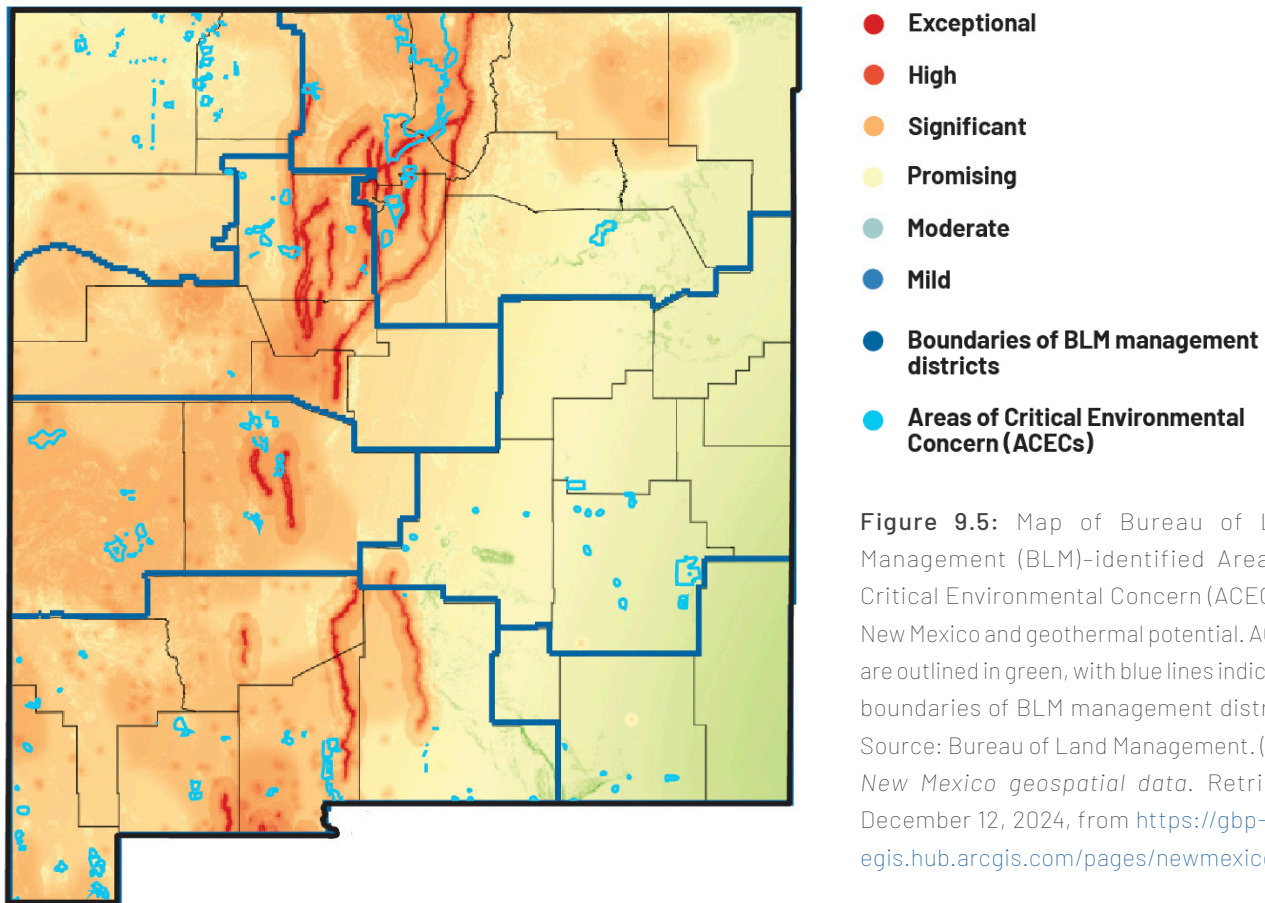 Exceptional
High
Significant
Promising
Moderate
Mild
Boundaries of BLM management
districts
Areas of Critical Environmental
Concern (ACECs)
Figure 9.5: Map of Bureau of L
Management (BLM)–identified Area
Critical Environmental Concern (ACEC
New Mexico and geothermal potential. A
are outlined in green, with blue lines indic
boundaries of BLM management distr
Source: Bureau of Land Management. (
New Mexico geospatial data. Retri
December 12, 2024, from https://gbp-
egis.hub.arcgis.com/pages/newmexic